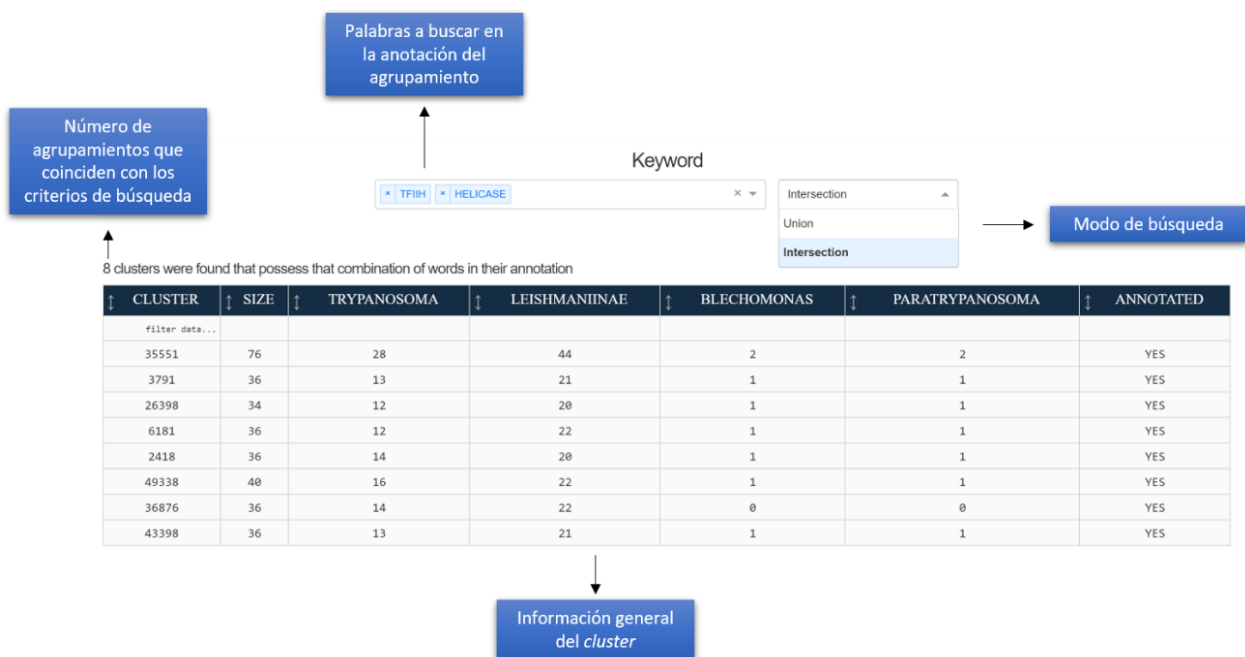 Palabras a buscar en
la anotación del
agrupamiento
Número de
agrupamientos que
coinciden con los
criterios de búsqueda
Keyword
× TFIIH × HELICASE ×
Intersection
Union
Intersection
Modo de búsqueda
8 clusters were found that possess that combination of words in their annotation
CLUSTER SIZE TRYPANOSOMA LEISHMANIINAE BLECHOMONAS PARATRYPANOSOMA ANNOTATED
filter data...
35551 76 28 44 2 2 YES
3791 36 13 21 1 1 YES
26398 34 12 20 1 1 YES
6181 36 12 22 1 1 YES
2418 36 14 20 1 1 YES
49338 40 16 22 1 1 YES
36876 36 14 22 0 0 YES
43398 36 13 21 1 1 YES
Información general
del cluster